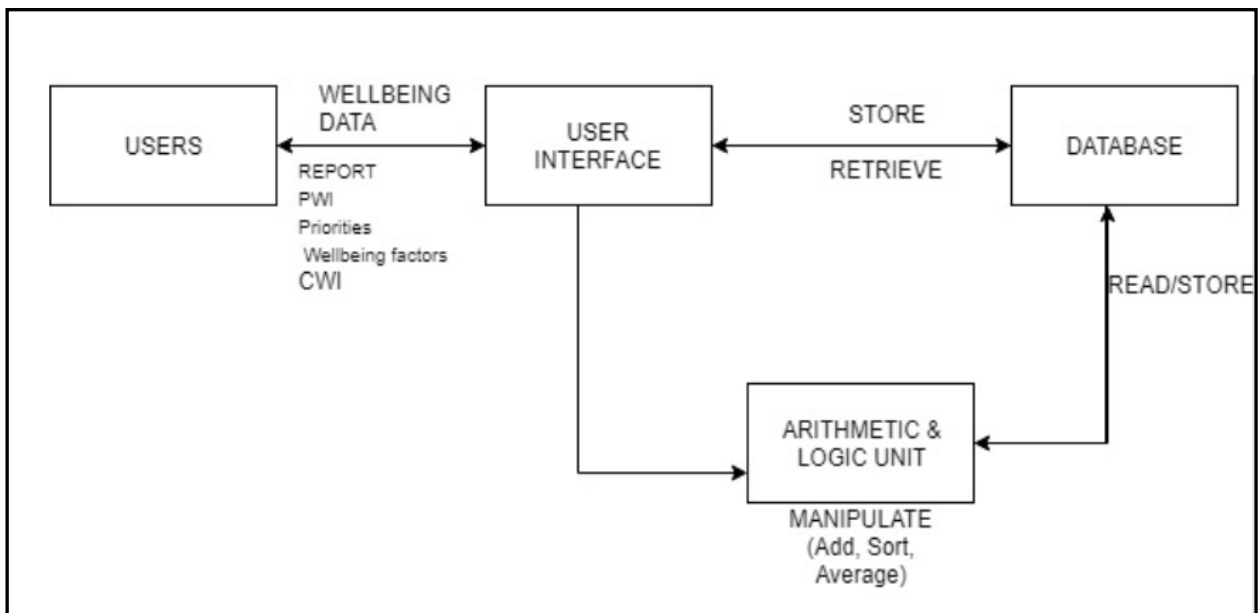 USERS
WELLBEING
DATA
REPORT
PWI
Priorities
Wellbeing factors
CWI
USER
INTERFACE
STORE
RETRIEVE
DATABASE
READ/STORE
ARITHMETIC &
LOGIC UNIT
MANIPULATE
(Add, Sort,
Average)